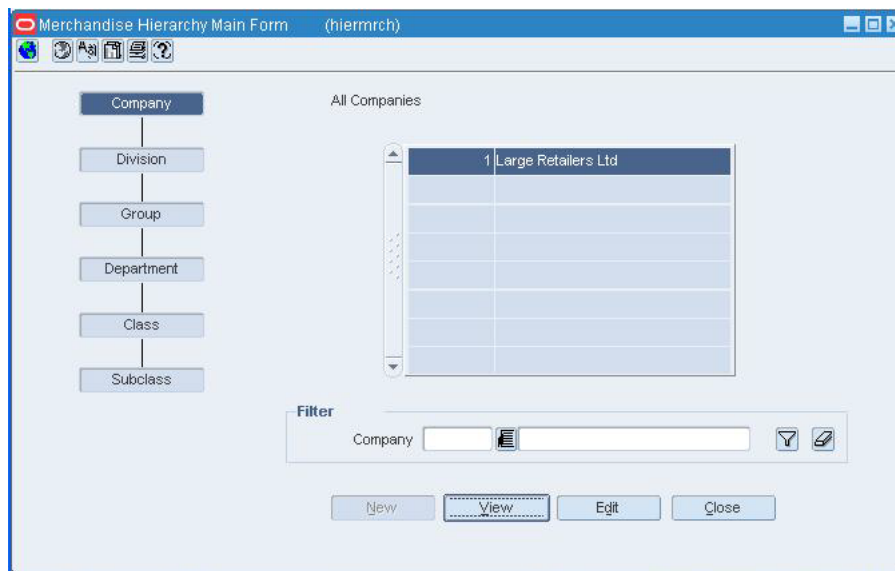 Merchandise Hierarchy Main Form (hiermrch)
Company
Division
Group
Department
Class
Subclass
All Companies
1 Large Retailers Ltd
Filter
Company
New View Edit Close